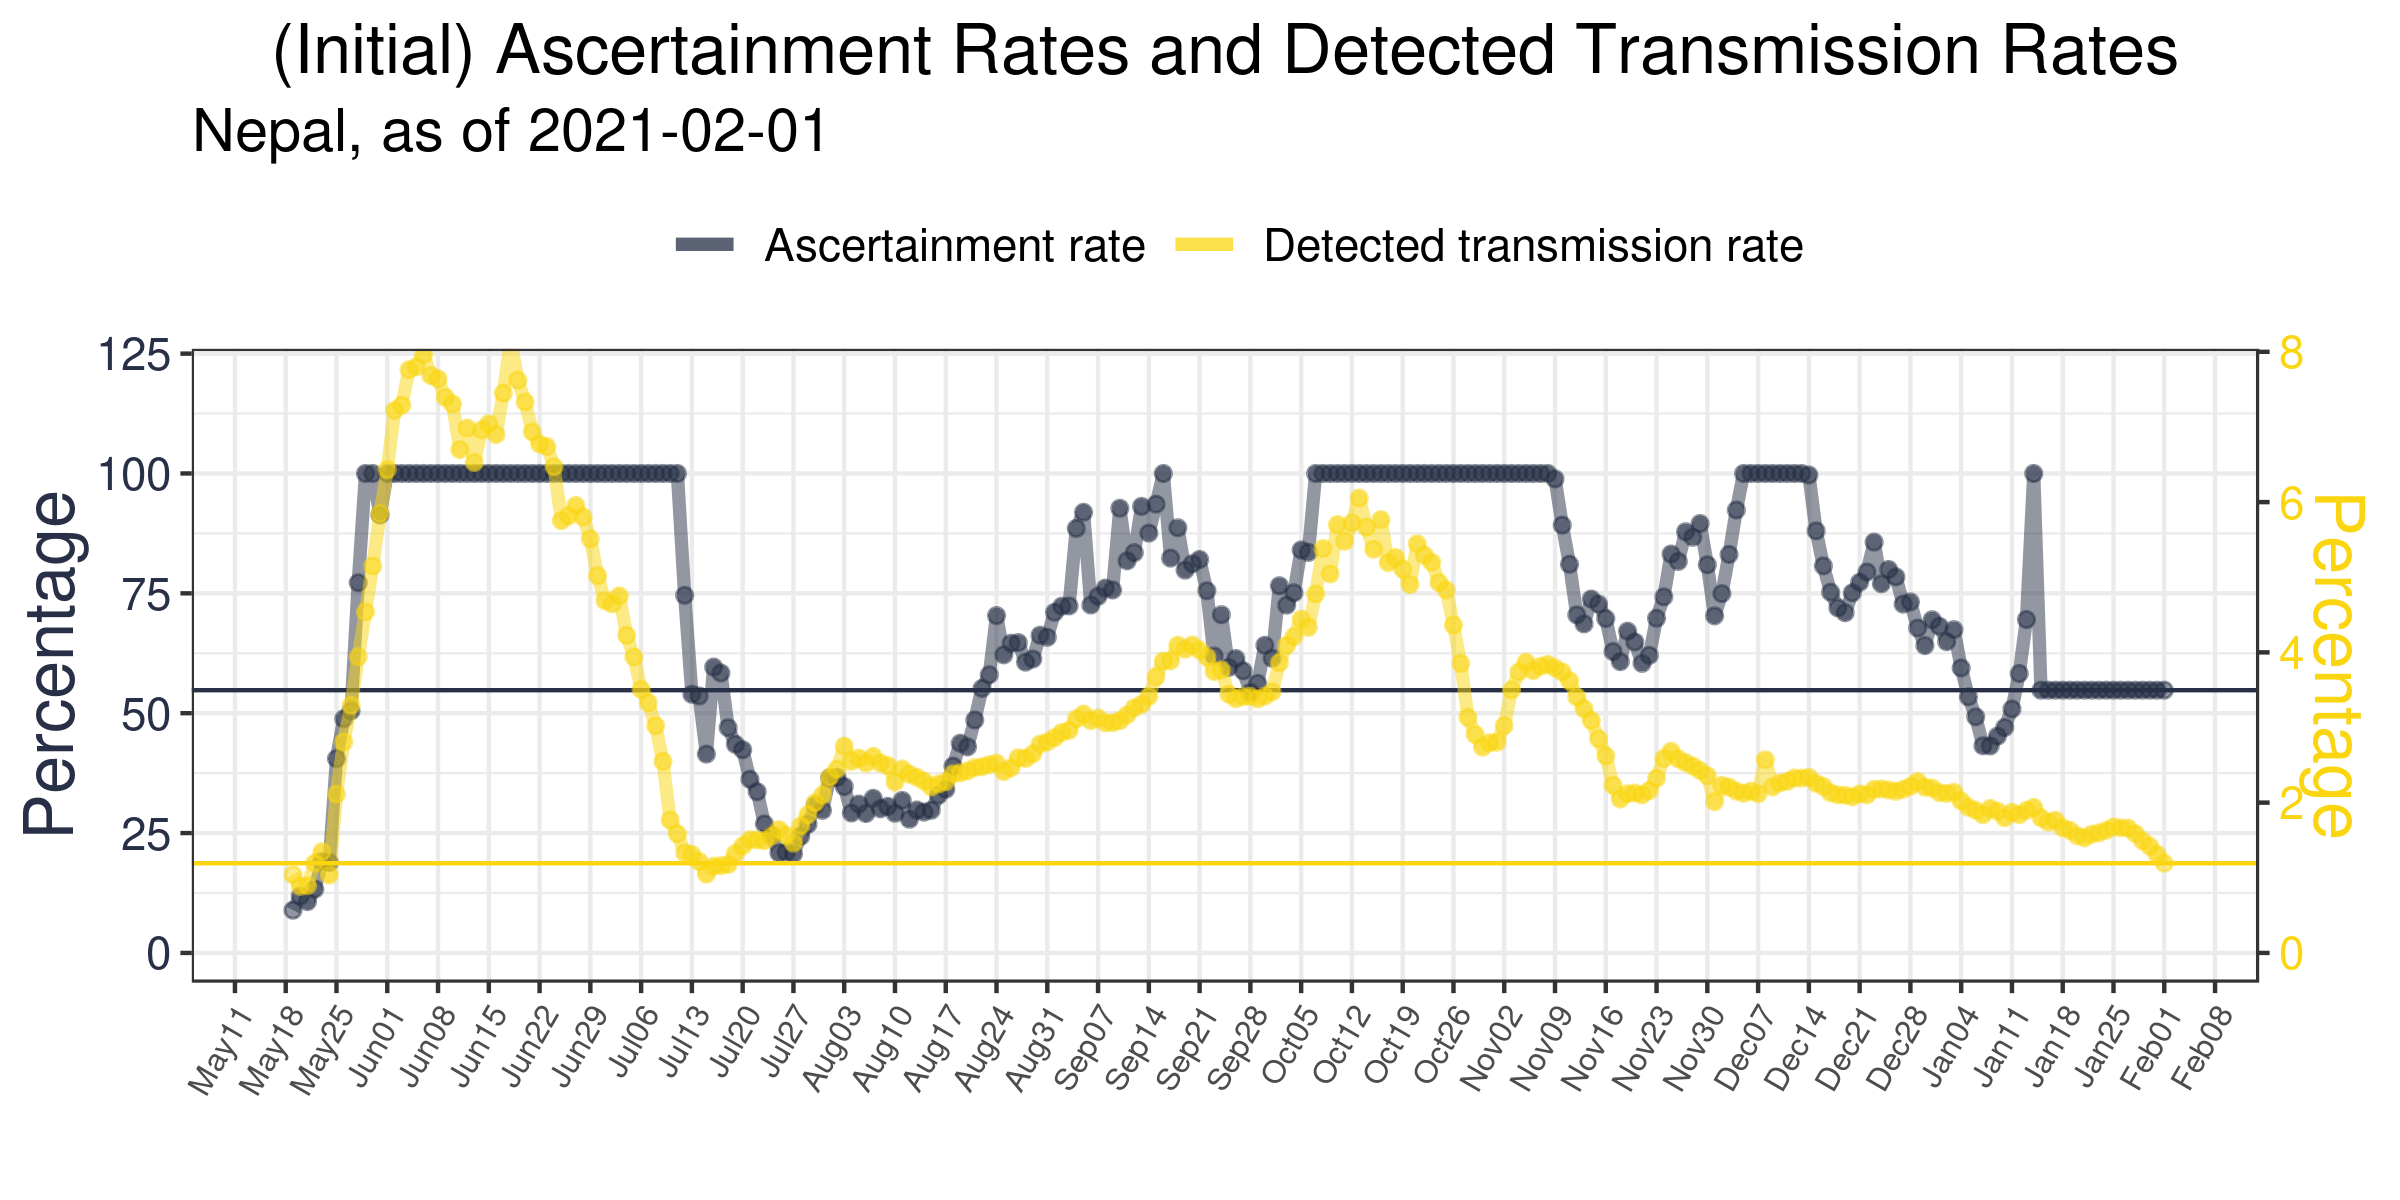 (Initial) Ascertainment Rates and Detected Transmission Rates
Nepal, as of 2021-02-01
Ascertainment rate Detected transmission rate
Percentage
125
100
75
50
25
0
8
6
4
2
0
Percentage
May11 May18 May25 Jun01 Jun08 Jun15 Jun22 Jun29 Jul06 Jul13 Jul20 Jul27 Aug03 Aug10 Aug17 Aug24 Aug31 Sep07 Sep14 Sep21 Sep28 Oct05 Oct12 Oct19 Oct26 Nov02 Nov09 Nov16 Nov23 Nov30 Dec07 Dec14 Dec21 Dec28 Jan04 Jan11 Jan18 Jan25 Feb01 Feb08